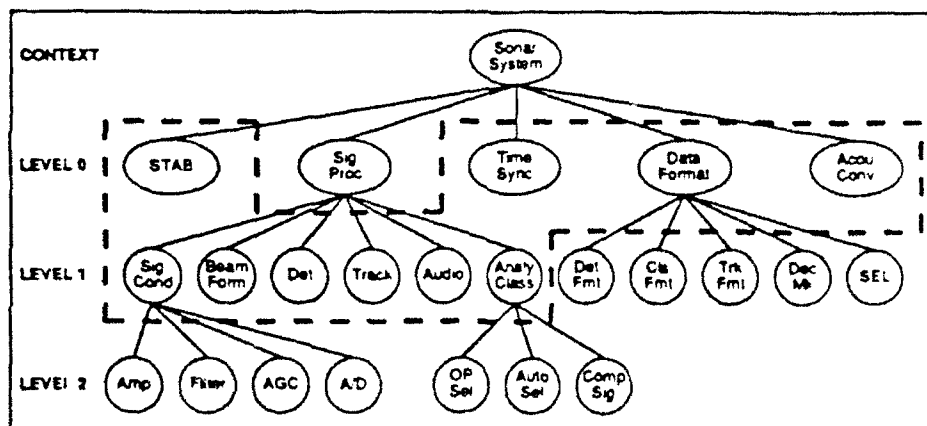 CONTEXT
Sonar
System
LEVEL 0
STAB
Sig
Proc
Time
Sync
Data
Format
Acou
Conv
LEVEL 1
Sig
Cond
Beam
Form
Det
Track
Audio
Analy
Class
Det
Fmt
Cls
Fmt
Trk
Fmt
Dec
Mk
SEL
LEVEL 2
Amp
Filter
AGC
A/D
OP
Sel
Auto
Sel
Comp
Sig